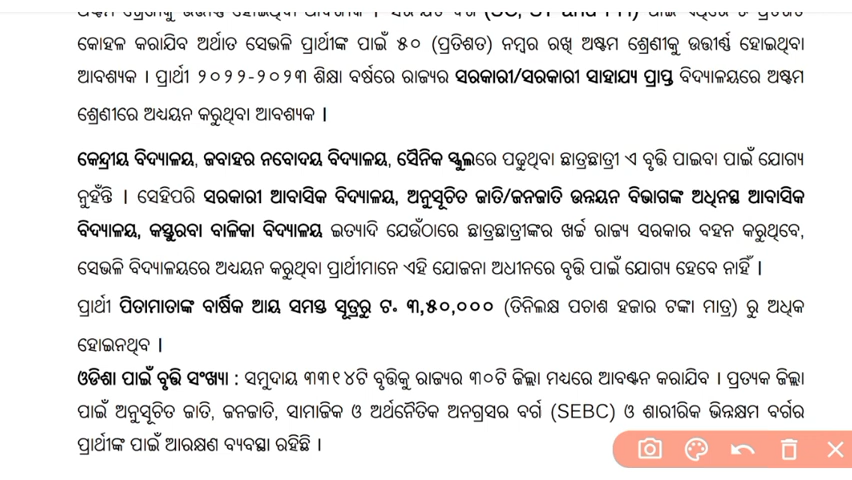 କୋହଳ କରାଯିବ ଅର୍ଥାତ ସେଭଳି ପ୍ରାର୍ଥୀଙ୍କ ପାଇଁ ୫୦ (ପ୍ରତିଶତ) ନମ୍ବର ରଖି ଅଷ୍ଟମ ଶ୍ରେଣୀକୁ ଉତ୍ତୀର୍ଣ୍ଣ ହୋଇଥିବା
ଆବଶ୍ୟକ । ପ୍ରାର୍ଥୀ ୨୦୨୨-୨୦୨୩ ଶିକ୍ଷା ବର୍ଷରେ ରାଜ୍ୟର ସରକାରୀ/ସରକାରୀ ସାହାଯ୍ୟ ପ୍ରାପ୍ତ ବିଦ୍ୟାଳୟରେ ଅଷ୍ଟମ
ଶ୍ରେଣୀରେ ଅଧ୍ୟୟନ କରୁଥିବା ଆବଶ୍ୟକ ।
କେନ୍ଦ୍ରୀୟ ବିଦ୍ୟାଳୟ, ଜବାହର ନବୋଦୟ ବିଦ୍ୟାଳୟ, ସୈନିକ ସ୍କୁଲରେ ପଢୁଥିବା ଛାତ୍ରଛାତ୍ରୀ ଏ ବୃତ୍ତି ପାଇବା ପାଇଁ ଯୋଗ୍ୟ
ନୁହଁନ୍ତି । ସେହିପରି ସରକାରୀ ଆବାସିକ ବିଦ୍ୟାଳୟ, ଅନୁସୂଚିତ ଜାତି/ଜନଜାତି ଉନ୍ନୟନ ବିଭାଗଙ୍କ ଅଧିନସ୍ଥ ଆବାସିକ
ବିଦ୍ୟାଳୟ, କସ୍ତୁରବା ବାଳିକା ବିଦ୍ୟାଳୟ ଇତ୍ୟାଦି ଯେଉଁଠାରେ ଛାତ୍ରଛାତ୍ରୀଙ୍କର ଖର୍ଚ୍ଚ ରାଜ୍ୟ ସରକାର ବହନ କରୁଥିବେ,
ସେଭଳି ବିଦ୍ୟାଳୟରେ ଅଧ୍ୟୟନ କରୁଥିବା ପ୍ରାର୍ଥୀମାନେ ଏହି ଯୋଜନା ଅଧୀନରେ ବୃତ୍ତି ପାଇଁ ଯୋଗ୍ୟ ହେବେ ନାହିଁ ।
ପ୍ରାର୍ଥୀ ପିତାମାତାଙ୍କ ବାର୍ଷିକ ଆୟ ସମସ୍ତ ସୂତ୍ରରୁ ଟ. ୩,୫୦,୦୦୦ (ତିନିଲକ୍ଷ ପଚାଶ ହଜାର ଟଙ୍କା ମାତ୍ର) ରୁ ଅଧିକ
ହୋଇନଥିବ ।
ଓଡିଶା ପାଇଁ ବୃତ୍ତି ସଂଖ୍ୟା : ସମୁଦାୟ ୩୩୧୪ଟି ବୃତ୍ତିକୁ ରାଜ୍ୟର ୩୦ଟି ଜିଲ୍ଲା ମଧ୍ୟରେ ଆବଣ୍ଟନ କରାଯିବ । ପ୍ରତ୍ୟେକ ଜିଲ୍ଲା
ପାଇଁ ଅନୁସୂଚିତ ଜାତି, ଜନଜାତି, ସାମାଜିକ ଓ ଅର୍ଥନୈତିକ ଅନଗ୍ରସର ବର୍ଗ (SEBC) ଓ ଶାରୀରିକ ଭିନ୍ନକ୍ଷମ ବର୍ଗର
ପ୍ରାର୍ଥୀଙ୍କ ପାଇଁ ଆରକ୍ଷଣ ବ୍ୟବସ୍ଥା ରହିଛି ।